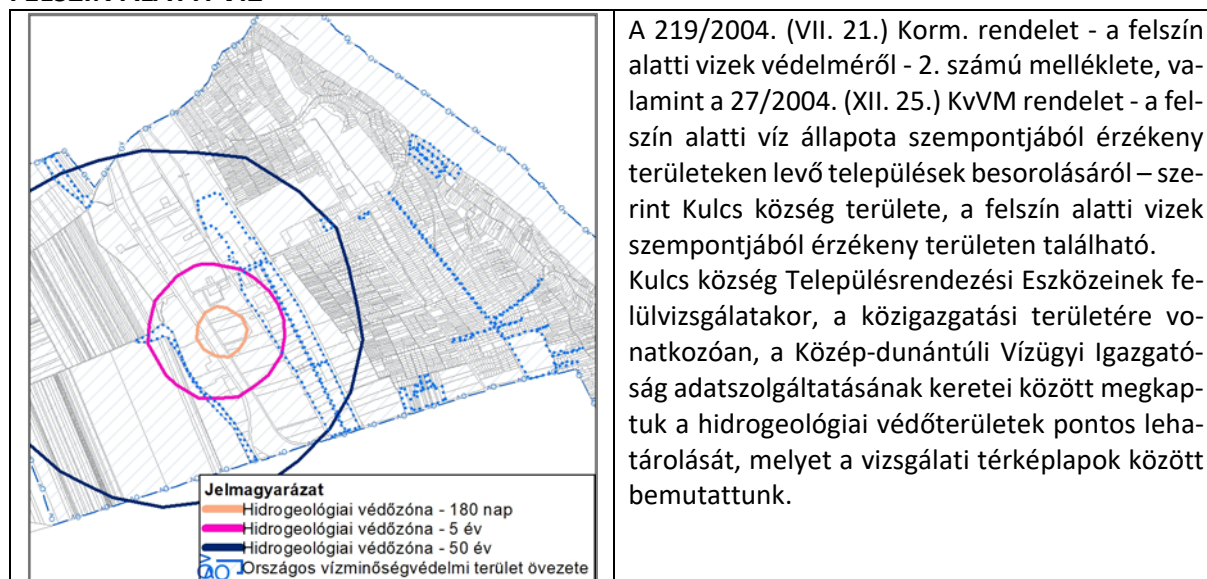 A 219/2004. (VII. 21.) Korm. rendelet - a felszín
alatti vizek védelméről - 2. számú melléklete, va-
lamint a 27/2004. (XII. 25.) KvVM rendelet - a fel-
szín alatti víz állapota szempontjából érzékeny
területeken levő települések besorolásáról – sze-
rint Kulcs község területe, a felszín alatti vizek
szempontjából érzékeny területen található.
Kulcs község Településrendezési Eszközeinek fe-
lülvizsgálatakor, a közigazgatási területére vo-
natkozóan, a Közép-dunántúli Vízügyi Igazgató-
ság adatszolgáltatásának keretei között megkap-
tuk a hidrogeológiai védőterületek pontos leha-
tárolását, melyet a vizsgálati térképlapok között
bemutattunk.
Jelmagyarázat
Hidrogeológiai védőzóna - 180 nap
Hidrogeológiai védőzóna - 5 év
Hidrogeológiai védőzóna - 50 év
Országos vízminőségvédelmi terület övezete